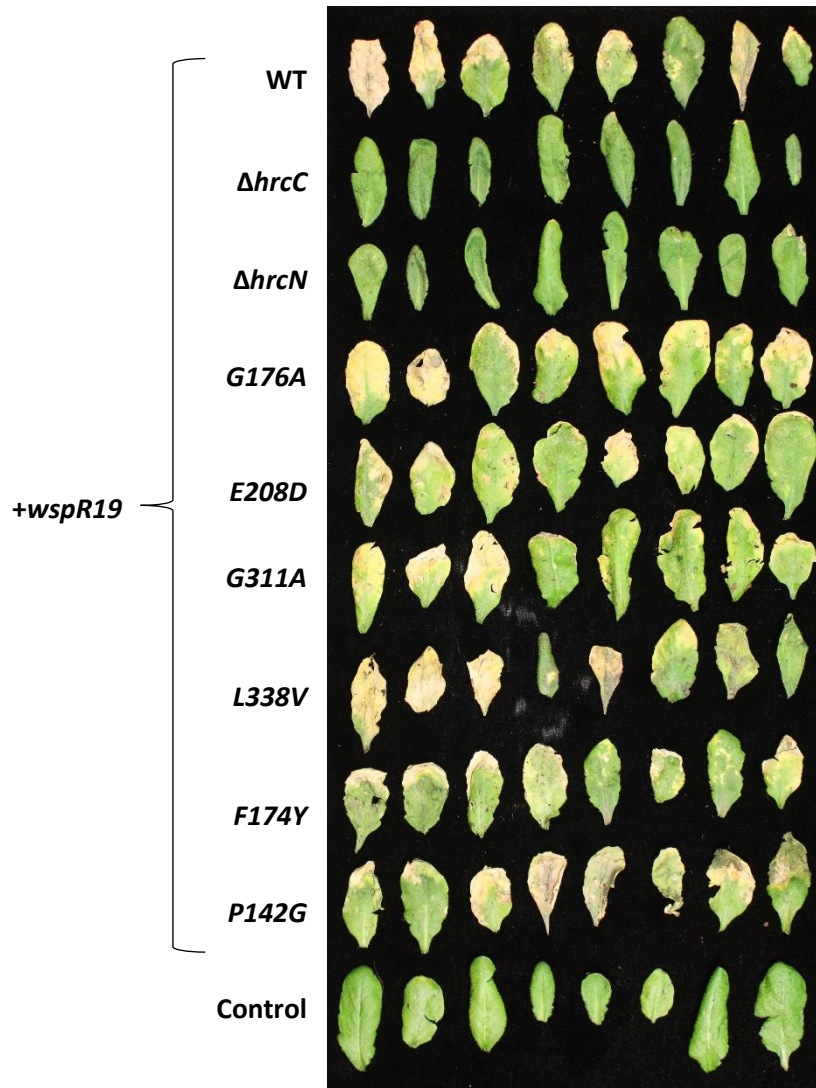 WT
ΔhrcC
ΔhrcN
G176A
E208D
+wspR19
G311A
L338V
F174Y
P142G
Control